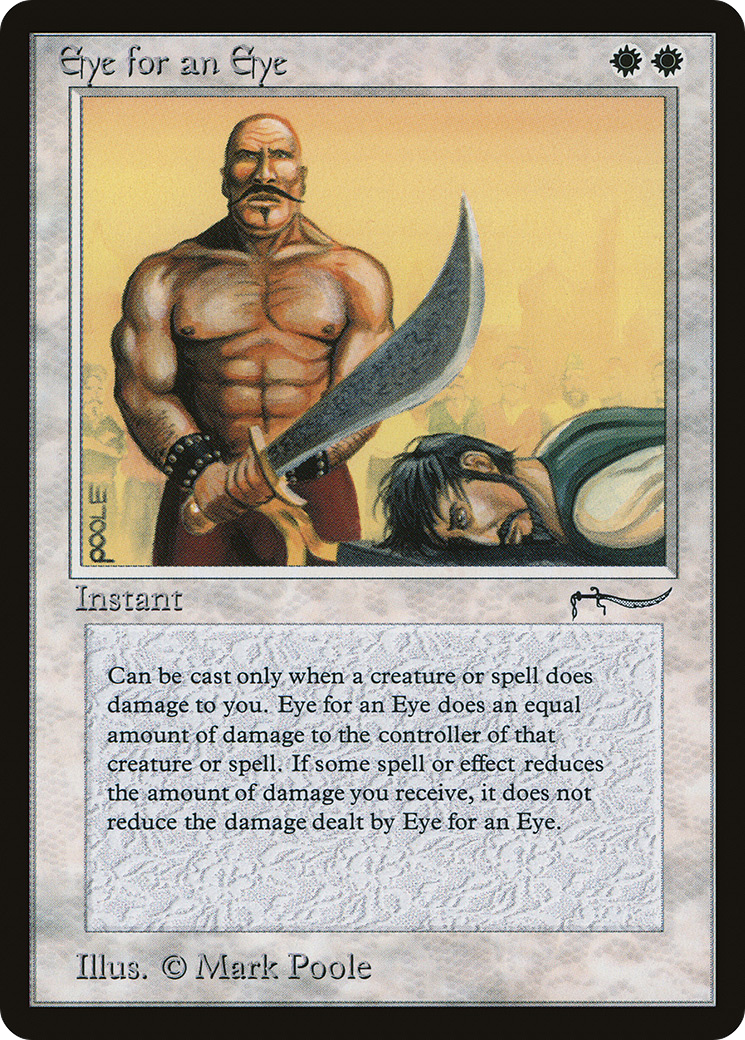 Eye for an Eye
POOLE
Instant
Can be cast only when a creature or spell does
damage to you. Eye for an Eye does an equal
amount of damage to the controller of that
creature or spell. If some spell or effect reduces
the amount of damage you receive, it does not
reduce the damage dealt by Eye for an Eye.
Illus. © Mark Poole